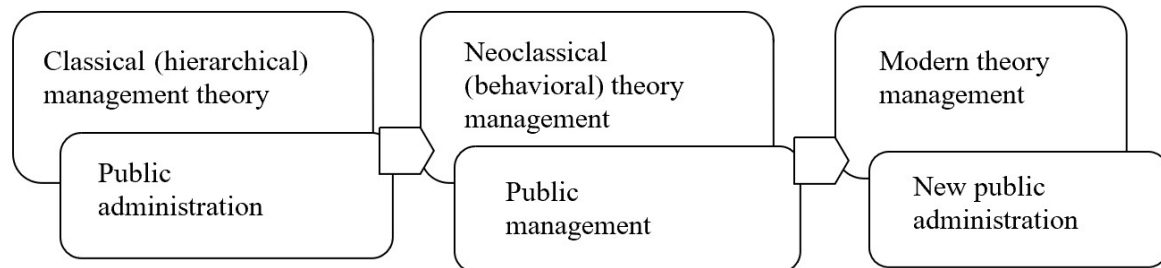 Classical (hierarchical)
management theory
Public
administration
Neoclassical
(behavioral) theory
management
Public
management
Modern theory
management
New public
administration